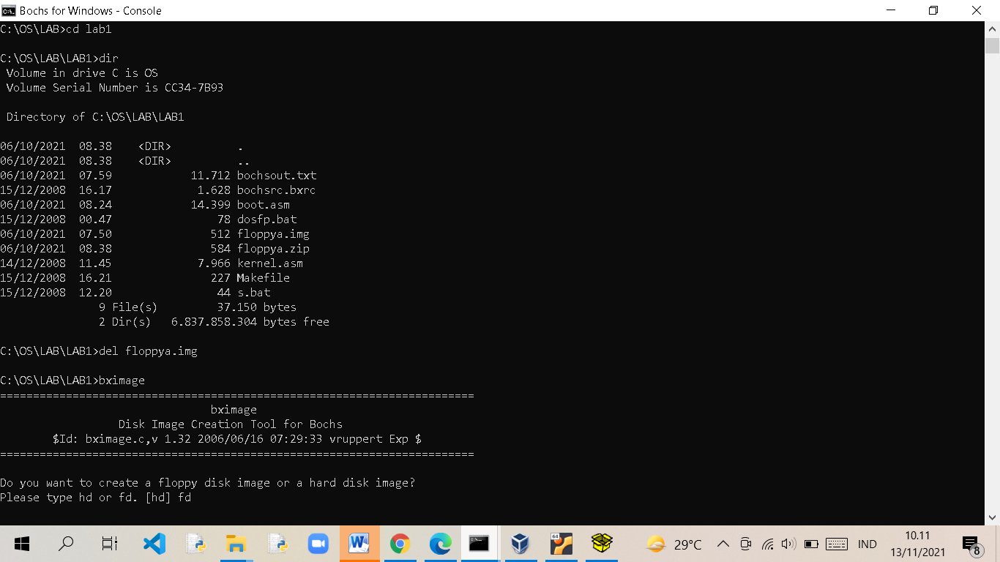 Bochs for Windows - Console
C:\OS\LAB>cd lab1
C:\OS\LAB\LAB1>dir
 Volume in drive C is OS
 Volume Serial Number is CC34-7B93
 Directory of C:\OS\LAB\LAB1
06/10/2021  08.38    <DIR>          .
06/10/2021  08.38    <DIR>          ..
06/10/2021  07.59            11.712 bochsout.txt
15/12/2008  16.17             1.628 bochsrc.bxrc
06/10/2021  08.24            14.399 boot.asm
15/12/2008  00.47                78 dosfp.bat
06/10/2021  07.50               512 floppya.img
06/10/2021  08.38               584 floppya.zip
14/12/2008  11.45             7.966 kernel.asm
15/12/2008  16.21               227 Makefile
15/12/2008  12.20                44 s.bat
               9 File(s)         37.150 bytes
               2 Dir(s)   6.837.858.304 bytes free
C:\OS\LAB\LAB1>del floppya.img
C:\OS\LAB\LAB1>bximage
========================================================================
                                bximage
                  Disk Image Creation Tool for Bochs
        $Id: bximage.c,v 1.32 2006/06/16 07:29:33 vruppert Exp $
========================================================================
Do you want to create a floppy disk image or a hard disk image?
Please type hd or fd. [hd] fd
29°C IND 10.11
13/11/2021 8